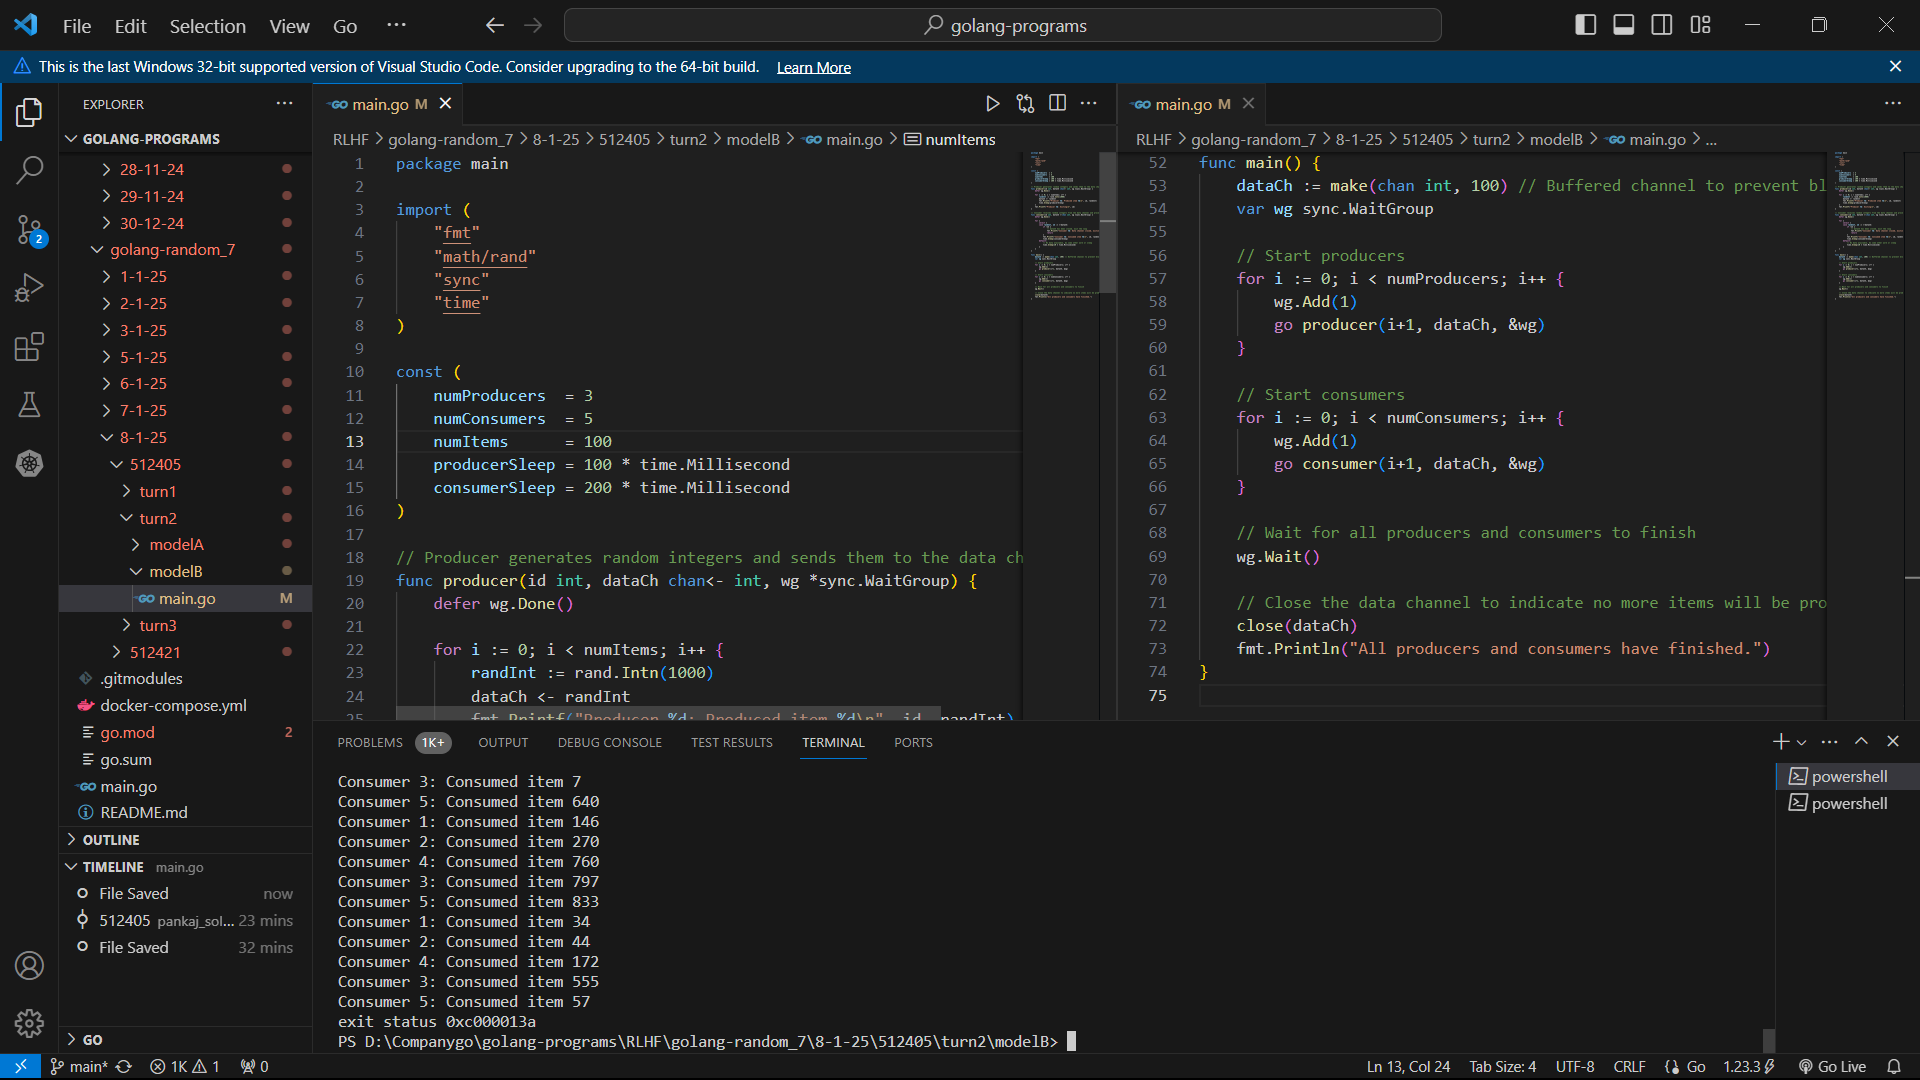 File Edit Selection View Go ···
golang-programs
This is the last Windows 32-bit supported version of Visual Studio Code. Consider upgrading to the 64-bit build. Learn More
EXPLORER
GOLANG-PROGRAMS
28-11-24
29-11-24
30-12-24
golang-random_7
1-1-25
2-1-25
3-1-25
5-1-25
6-1-25
7-1-25
8-1-25
512405
turn1
turn2
modelA
modelB
main.go M
turn3
512421
.gitmodules
docker-compose.yml
go.mod 2
go.sum
main.go
README.md
OUTLINE
TIMELINE main.go
File Saved now
512405 pankaj_sol... 23 mins
File Saved 32 mins
GO
main.go M
RLHF > golang-random_7 > 8-1-25 > 512405 > turn2 > modelB > main.go > numItems
1 package main
2
3 import (
4 "fmt"
5 "math/rand"
6 "sync"
7 "time"
8 )
9
10 const (
11 numProducers = 3
12 numConsumers = 5
13 numItems = 100
14 producerSleep = 100 * time.Millisecond
15 consumerSleep = 200 * time.Millisecond
16 )
17
18 // Producer generates random integers and sends them to the data ch
19 func producer(id int, dataCh chan<- int, wg *sync.WaitGroup) {
20 defer wg.Done()
21
22 for i := 0; i < numItems; i++ {
23 randInt := rand.Intn(1000)
24 dataCh <- randInt
25 fmt.Printf("Producer %d: Produced item %d\n", id, randInt)
main.go M
RLHF > golang-random_7 > 8-1-25 > 512405 > turn2 > modelB > main.go > ...
52 func main() {
53 dataCh := make(chan int, 100) // Buffered channel to prevent bl
54 var wg sync.WaitGroup
55
56 // Start producers
57 for i := 0; i < numProducers; i++ {
58 wg.Add(1)
59 go producer(i+1, dataCh, &wg)
60 }
61
62 // Start consumers
63 for i := 0; i < numConsumers; i++ {
64 wg.Add(1)
65 go consumer(i+1, dataCh, &wg)
66 }
67
68 // Wait for all producers and consumers to finish
69 wg.Wait()
70
71 // Close the data channel to indicate no more items will be pro
72 close(dataCh)
73 fmt.Println("All producers and consumers have finished.")
74 }
75
PROBLEMS 1K+ OUTPUT DEBUG CONSOLE TEST RESULTS TERMINAL PORTS
Consumer 3: Consumed item 7
Consumer 5: Consumed item 640
Consumer 1: Consumed item 146
Consumer 2: Consumed item 270
Consumer 4: Consumed item 760
Consumer 3: Consumed item 797
Consumer 5: Consumed item 833
Consumer 1: Consumed item 34
Consumer 2: Consumed item 44
Consumer 4: Consumed item 172
Consumer 3: Consumed item 555
Consumer 5: Consumed item 57
exit status 0xc000013a
PS D:\Companygo\golang-programs\RLHF\golang-random_7\8-1-25\512405\turn2\modelB>
powershell
powershell
2
main* 1K 1 0
Ln 13, Col 24 Tab Size: 4 UTF-8 CRLF Go 1.23.3 Go Live